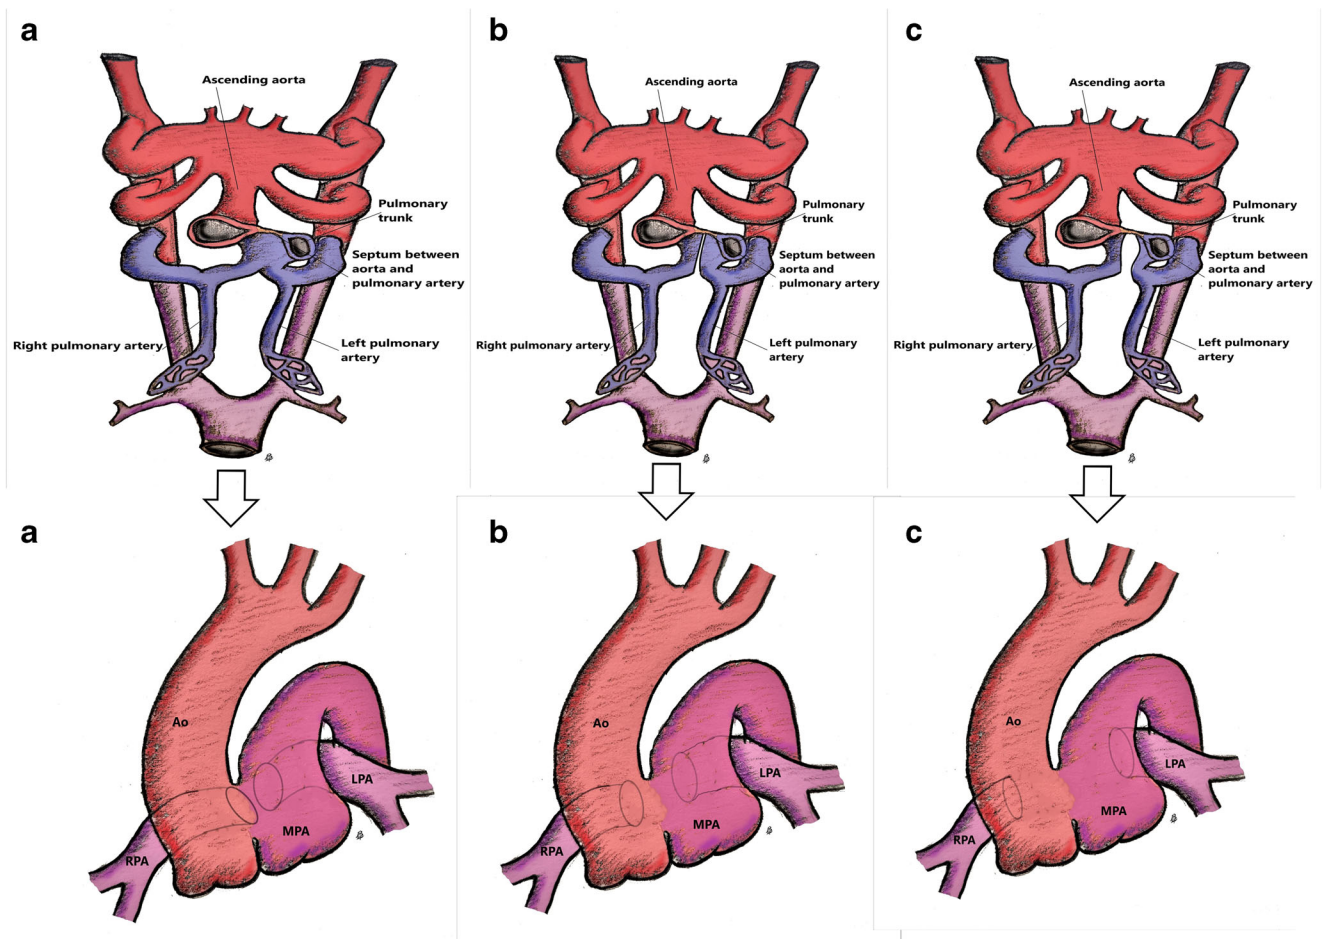 a
Ascending aorta
Pulmonary
trunk
Septum between
aorta and
pulmonary artery
Right pulmonary artery
Left pulmonary
artery
b
Ascending aorta
Pulmonary
trunk
Septum between
aorta and
pulmonary artery
Right pulmonary artery
Left pulmonary
artery
c
Ascending aorta
Pulmonary
trunk
Septum between
aorta and
pulmonary artery
Right pulmonary artery
Left pulmonary
artery
a
Ao
LPA
MPA
RPA
b
Ao
LPA
MPA
RPA
c
Ao
LPA
MPA
RPA